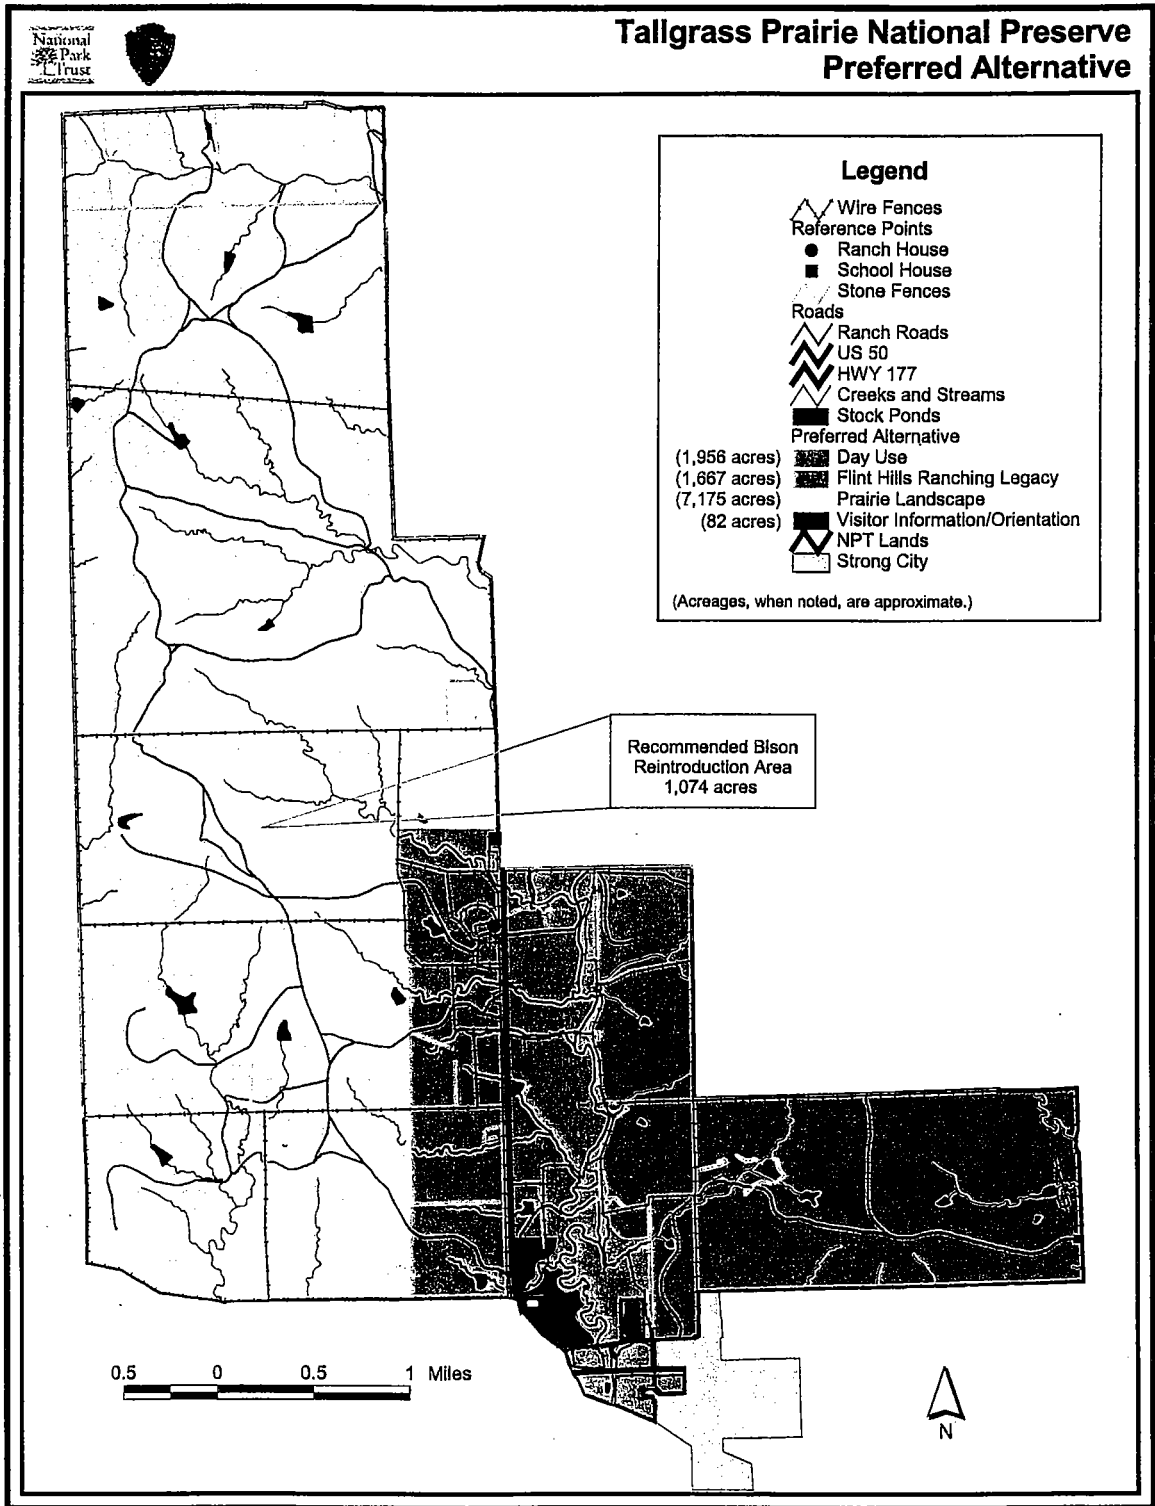 National
Park
Trust
Tallgrass Prairie National Preserve
Preferred Alternative
Legend
Wire Fences
Reference Points
Ranch House
School House
Stone Fences
Roads
Ranch Roads
US 50
HWY 177
Creeks and Streams
Stock Ponds
Preferred Alternative
(1,956 acres) Day Use
(1,667 acres) Flint Hills Ranching Legacy
(7,175 acres) Prairie Landscape
(82 acres) Visitor Information/Orientation
NPT Lands
Strong City
(Acreages, when noted, are approximate.)
Recommended Bison
Reintroduction Area
1,074 acres
0.5 0 0.5 1 Miles
N